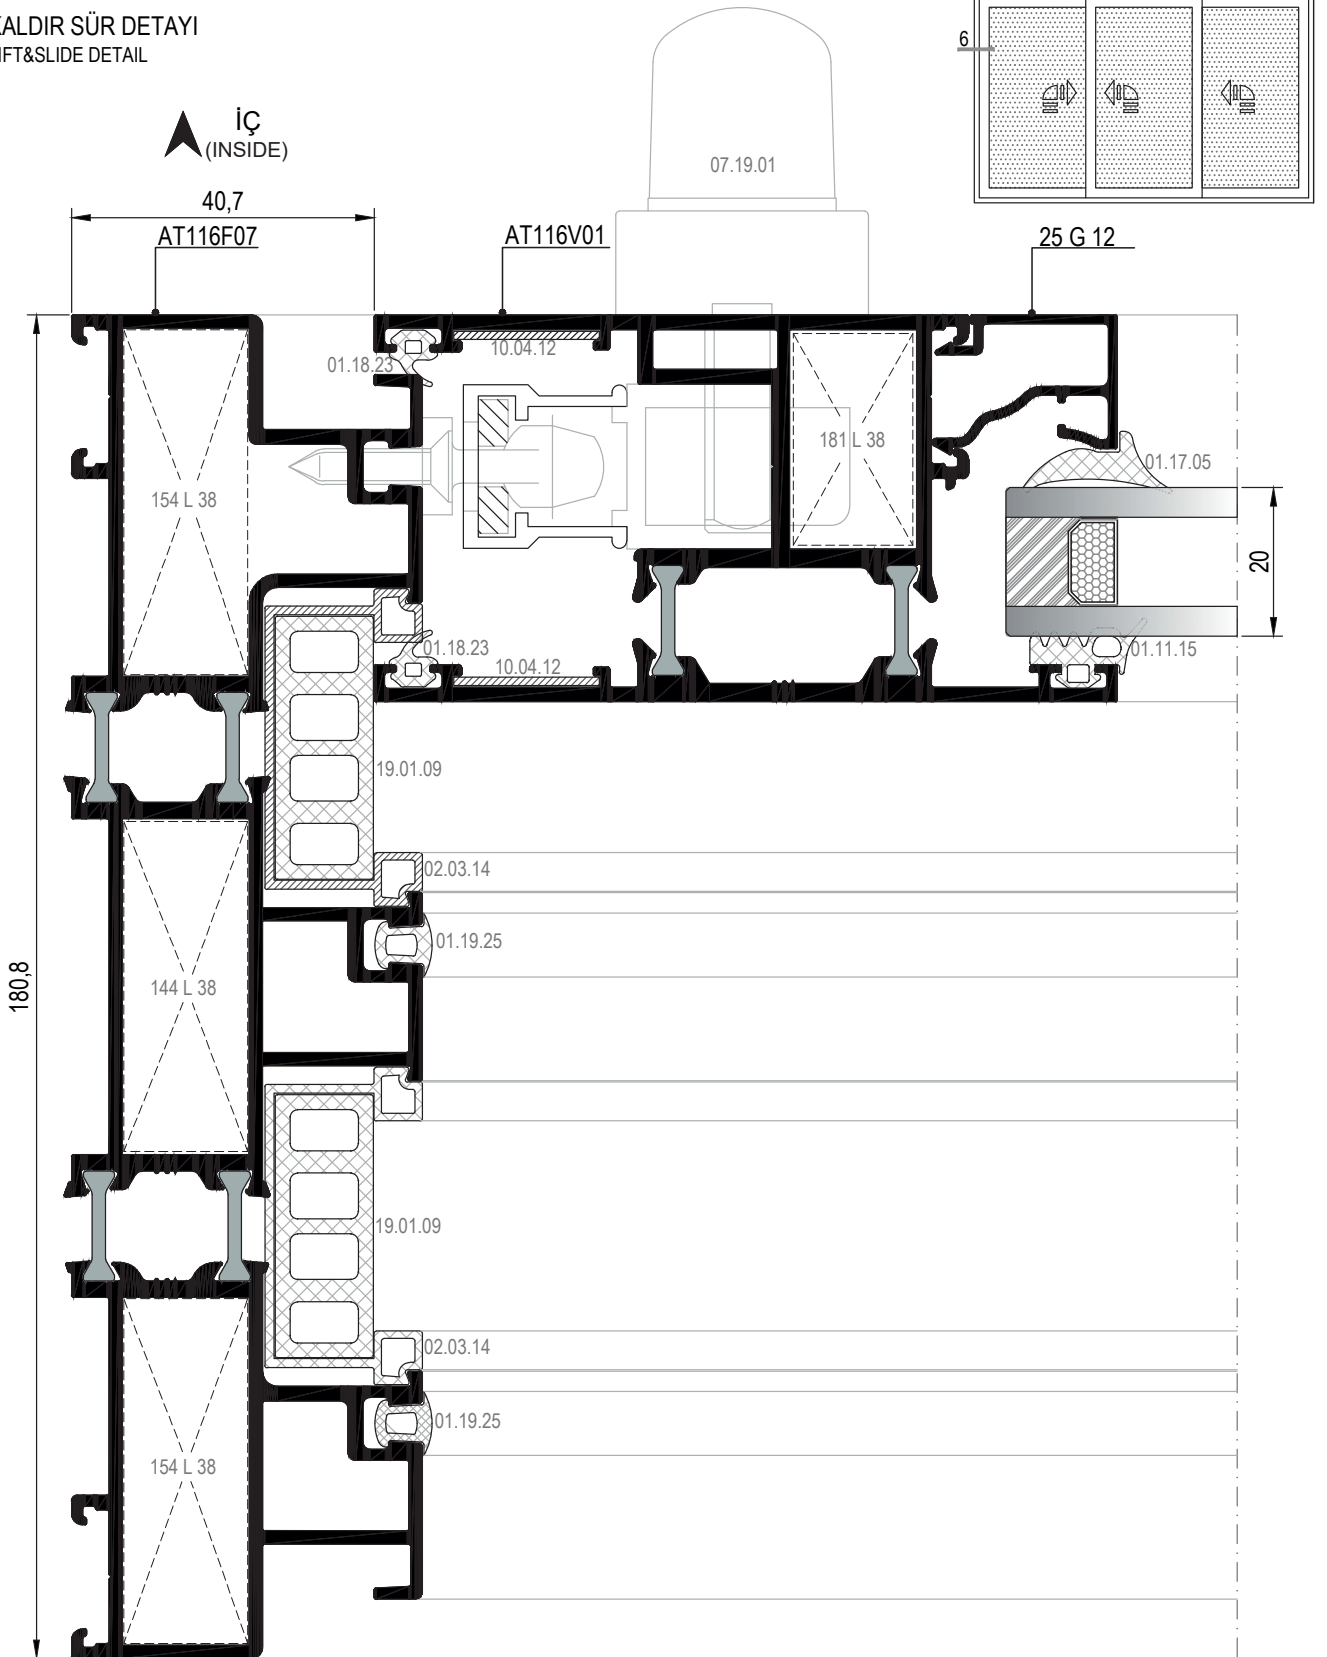 KALDIR SÜR DETAYI
IFT&SLIDE DETAIL
6
İÇ
(INSIDE)
07.19.01
40,7
AT116F07
AT116V01
25 G 12
10.04.12
01.18.23
181 L 38
01.17.05
154 L 38
20
01.18.23
01.11.15
10.04.12
19.01.09
02.03.14
01.19.25
180,8
144 L 38
19.01.09
02.03.14
01.19.25
154 L 38